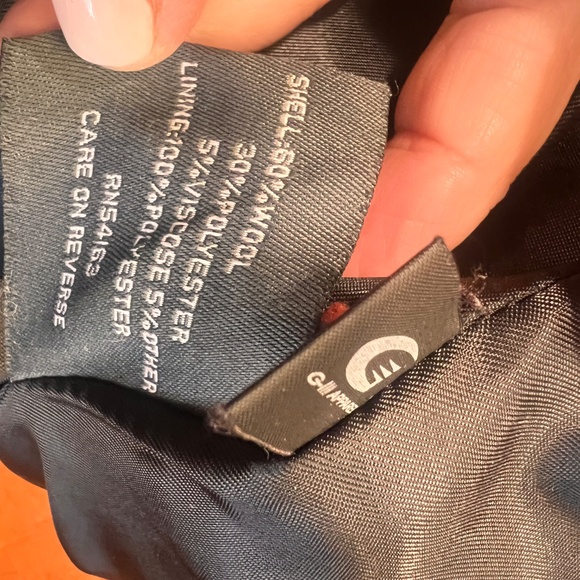 SHELL:60%WOOL
30%POLYESTER
5%VISCOSE 5%OTHER
LINING:100%POLYESTER
RN54163
CARE ON REVERSE
G-III